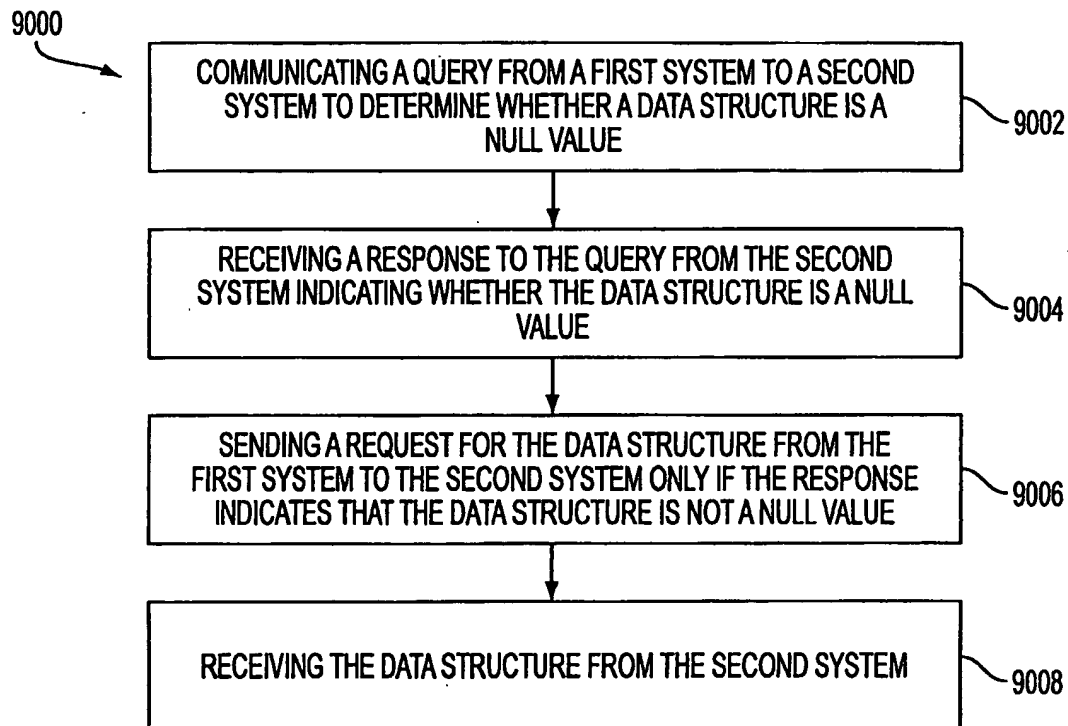 9000
COMMUNICATING A QUERY FROM A FIRST SYSTEM TO A SECOND
SYSTEM TO DETERMINE WHETHER A DATA STRUCTURE IS A
NULL VALUE
9002
RECEIVING A RESPONSE TO THE QUERY FROM THE SECOND
SYSTEM INDICATING WHETHER THE DATA STRUCTURE IS A NULL
VALUE
9004
SENDING A REQUEST FOR THE DATA STRUCTURE FROM THE
FIRST SYSTEM TO THE SECOND SYSTEM ONLY IF THE RESPONSE
INDICATES THAT THE DATA STRUCTURE IS NOT A NULL VALUE
9006
RECEIVING THE DATA STRUCTURE FROM THE SECOND SYSTEM
9008